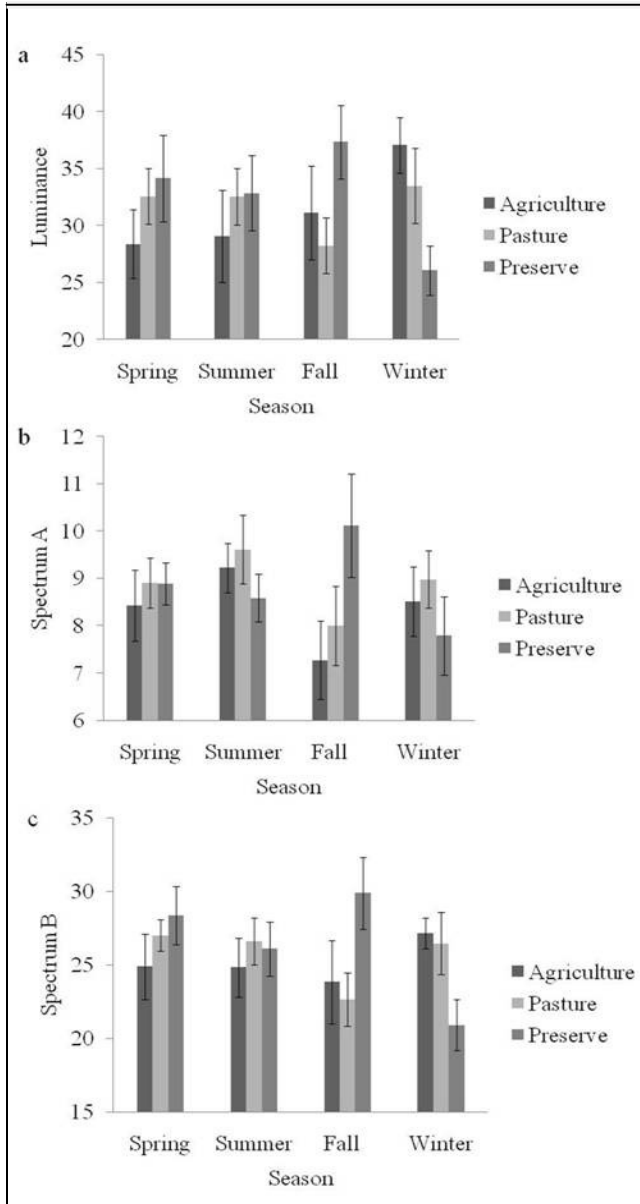 a
45
40
35
30
25
20
Luminance
Spring Summer Fall Winter
Season
Agriculture
Pasture
Preserve
b
12
11
10
9
8
7
6
Spectrum A
Spring Summer Fall Winter
Season
Agriculture
Pasture
Preserve
c
35
30
25
20
15
Spectrum B
Spring Summer Fall Winter
Season
Agriculture
Pasture
Preserve